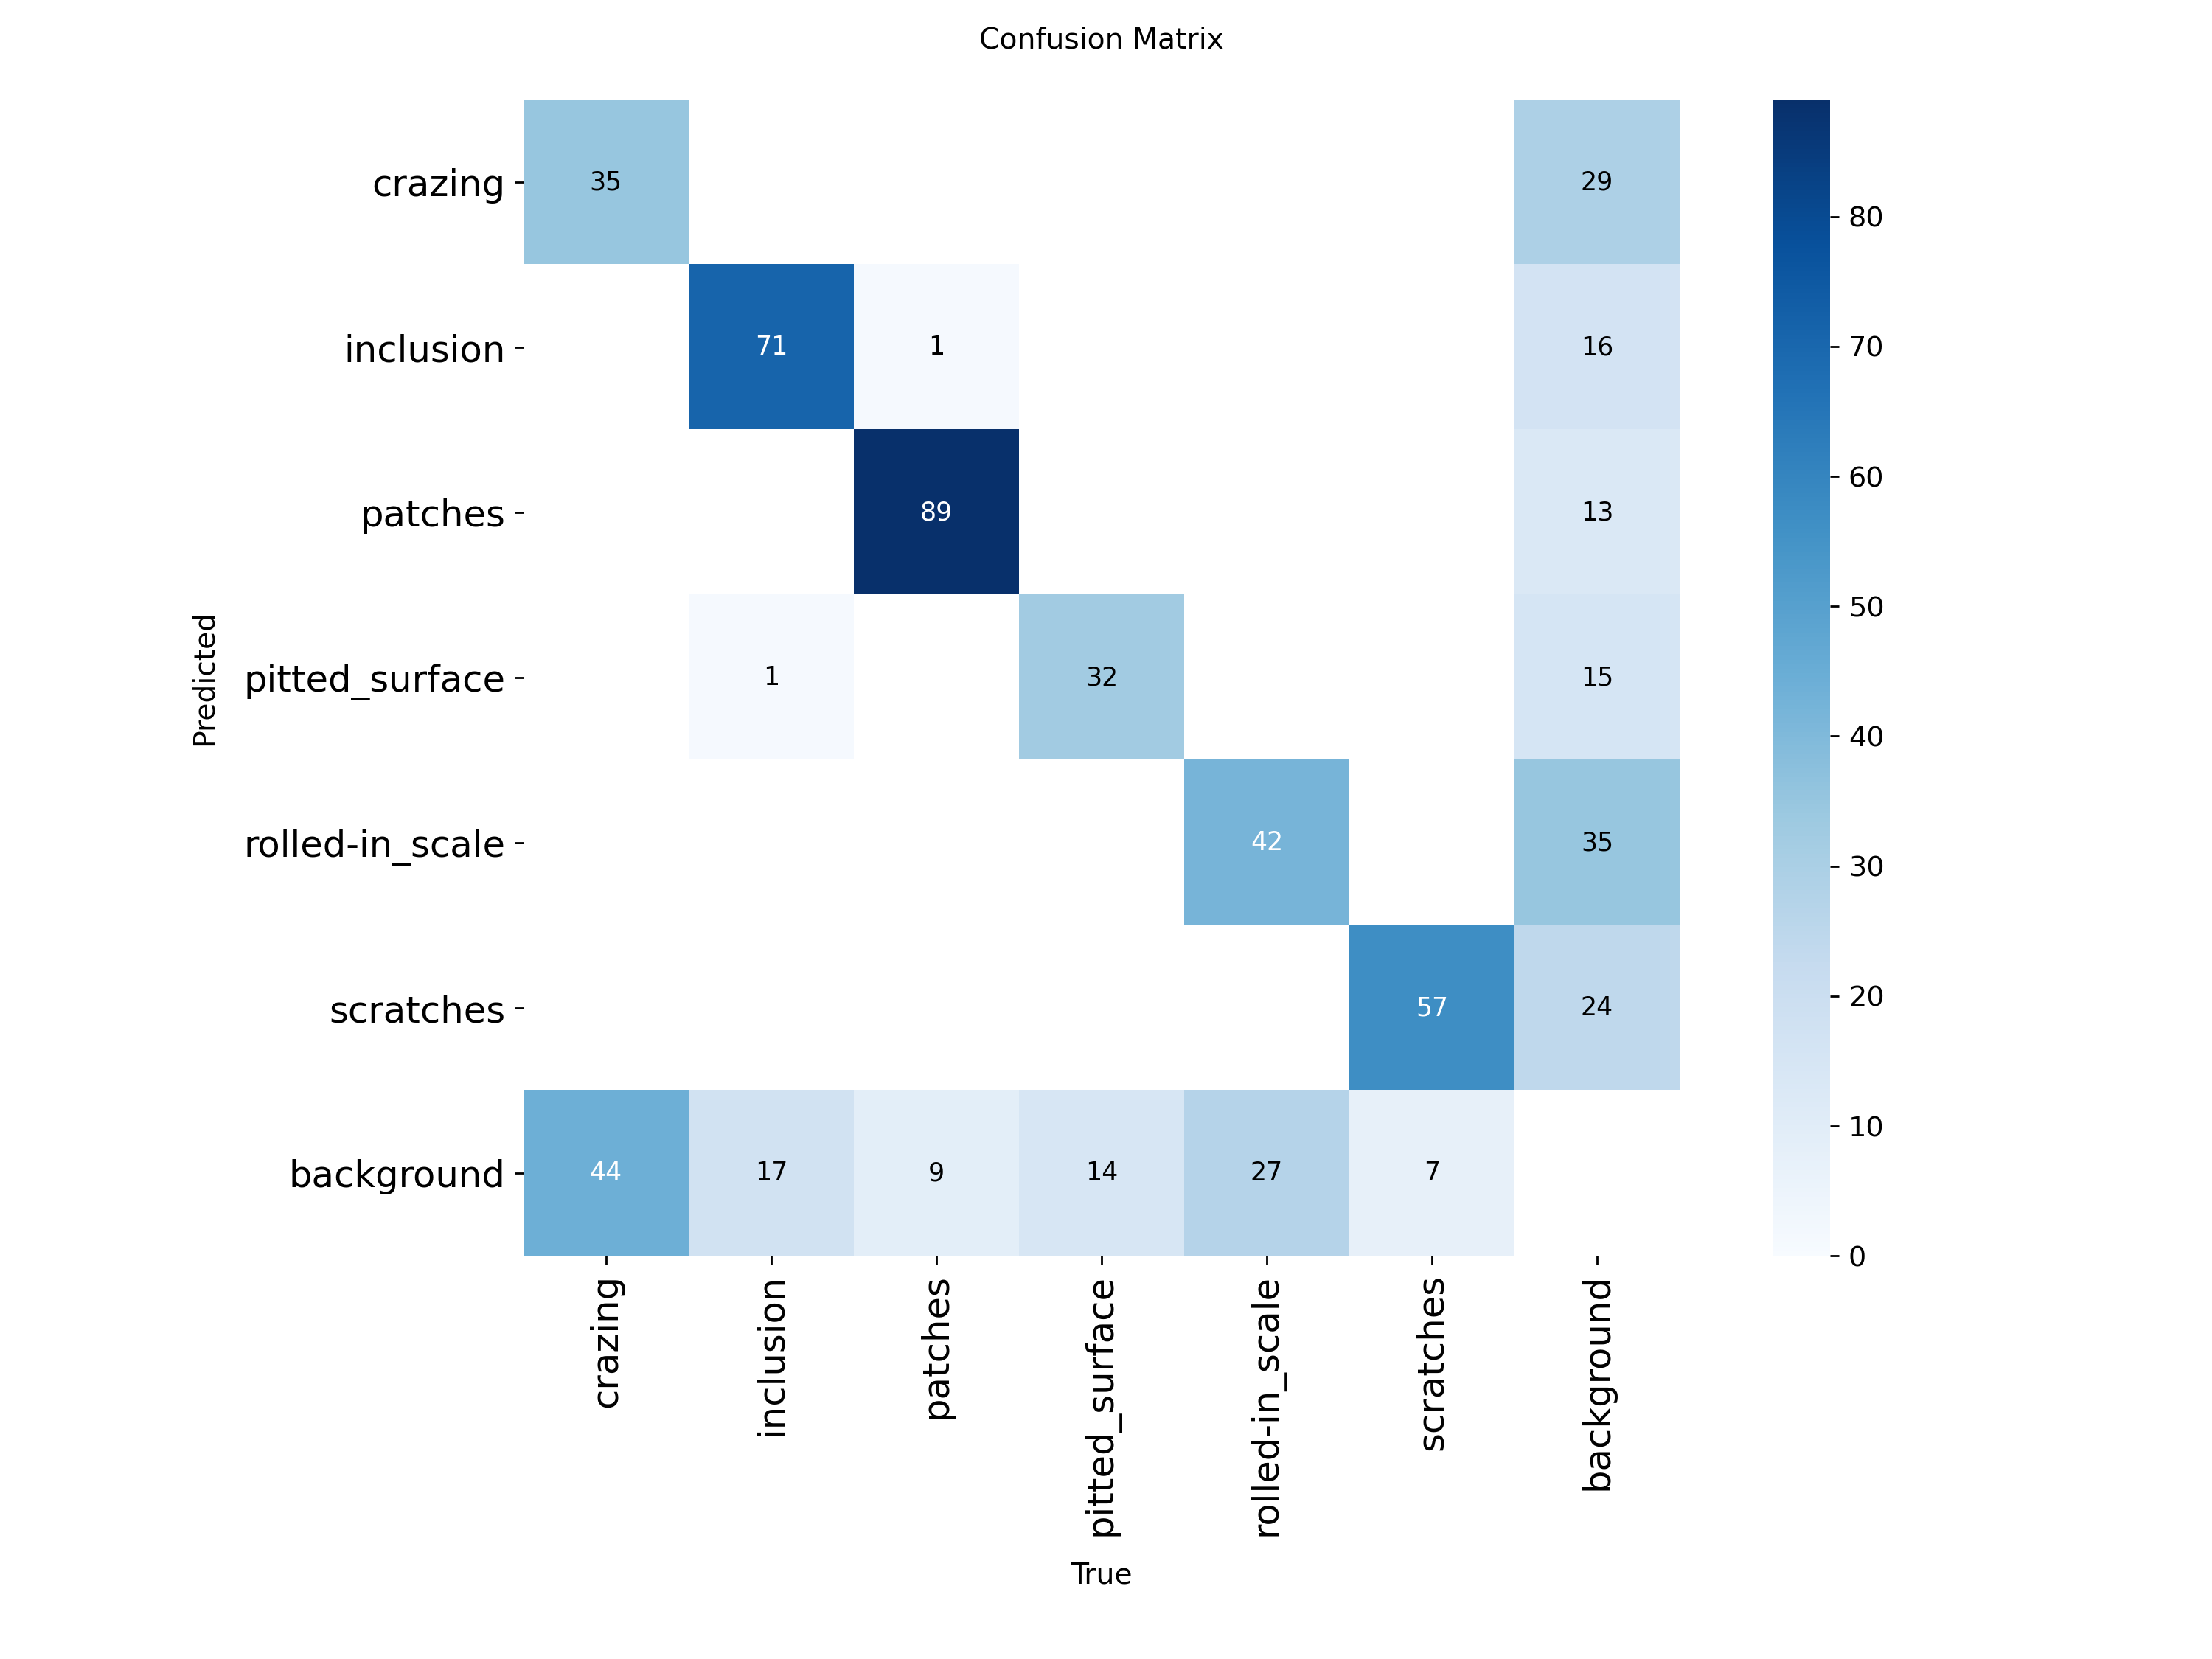 Confusion Matrix
crazing
35
29
80
inclusion
71
1
16
70
patches
89
13
60
50
Predicted
pitted_surface
1
32
15
40
rolled-in_scale
42
35
30
scratches
57
24
20
background
44
17
9
14
27
7
10
0
crazing
inclusion
patches
pitted_surface
rolled-in_scale
scratches
background
True